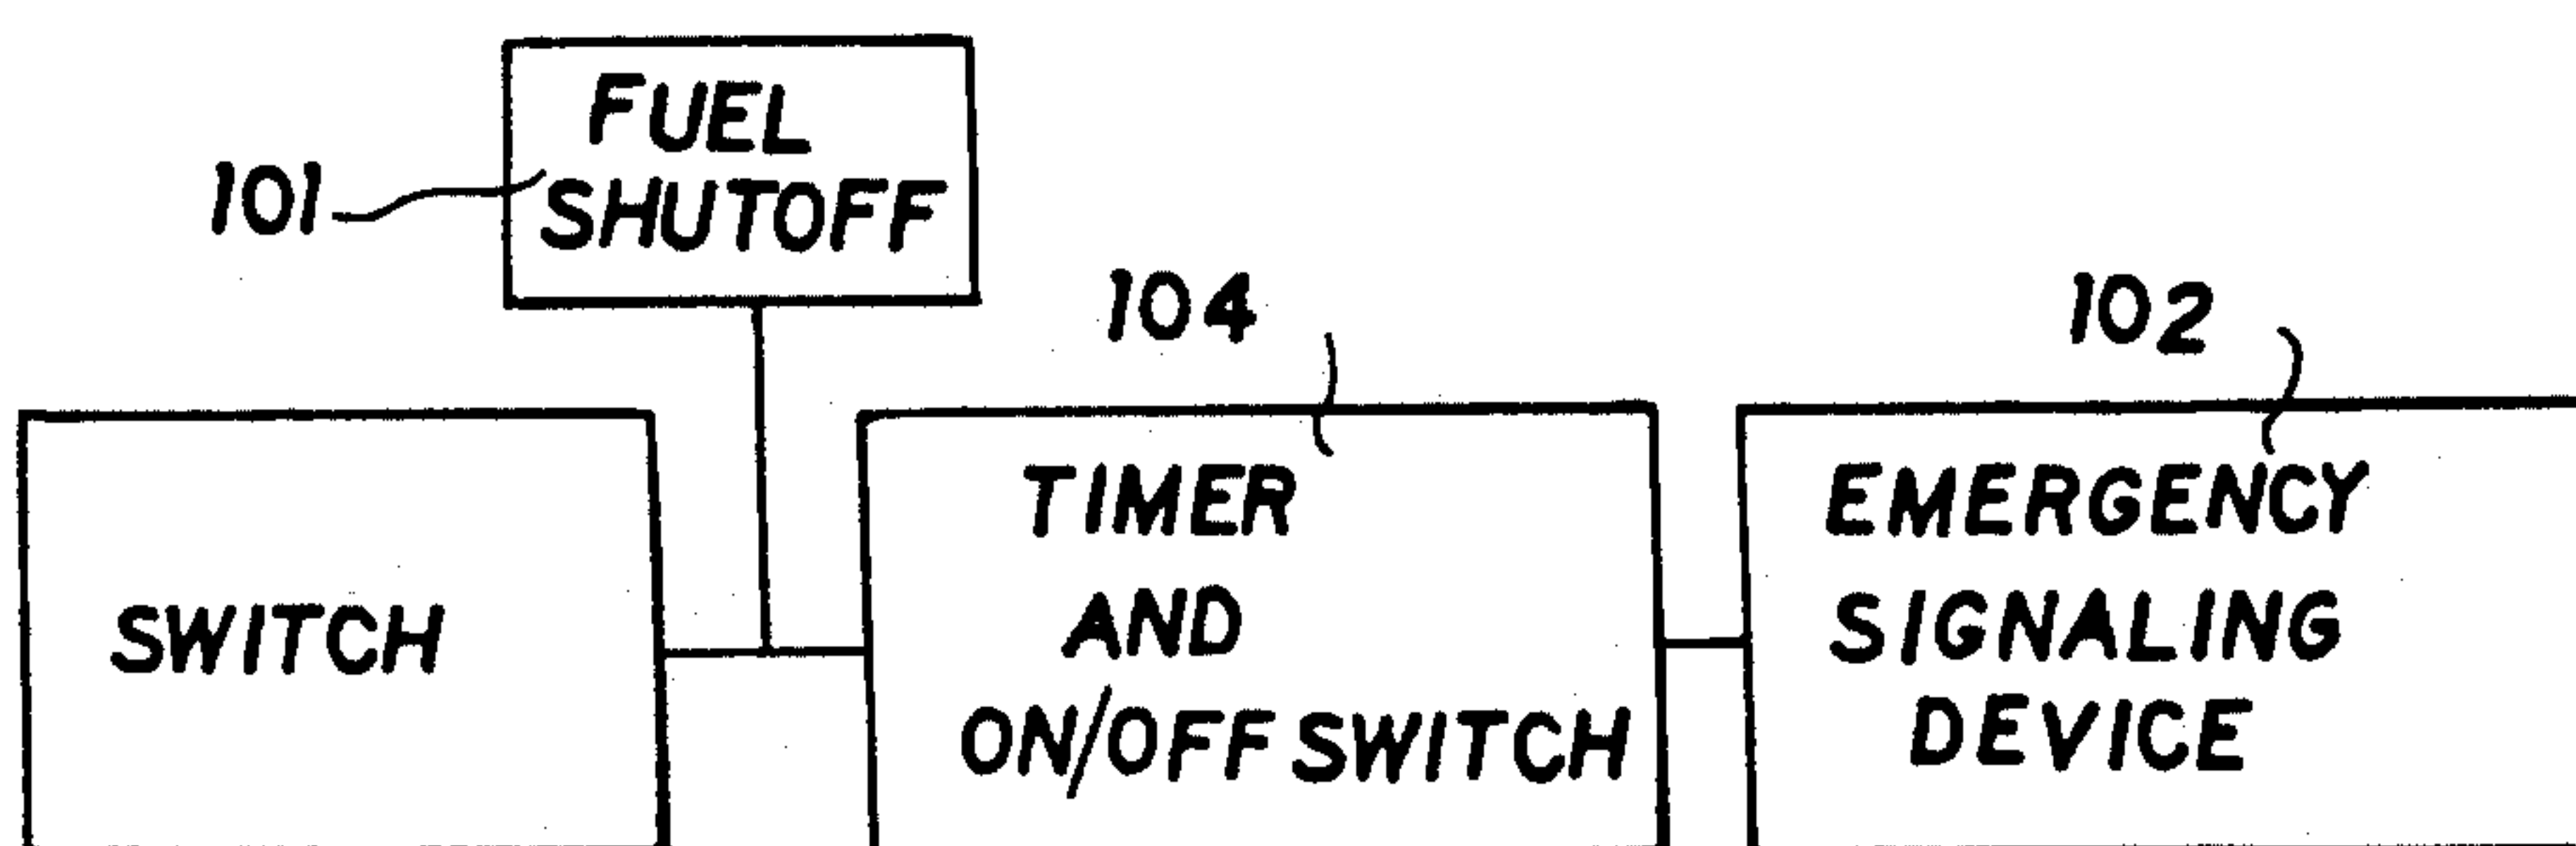 FUEL
SHUTOFF
101
104
102
SWITCH
TIMER
AND
ON/OFF SWITCH
EMERGENCY
SIGNALING
DEVICE